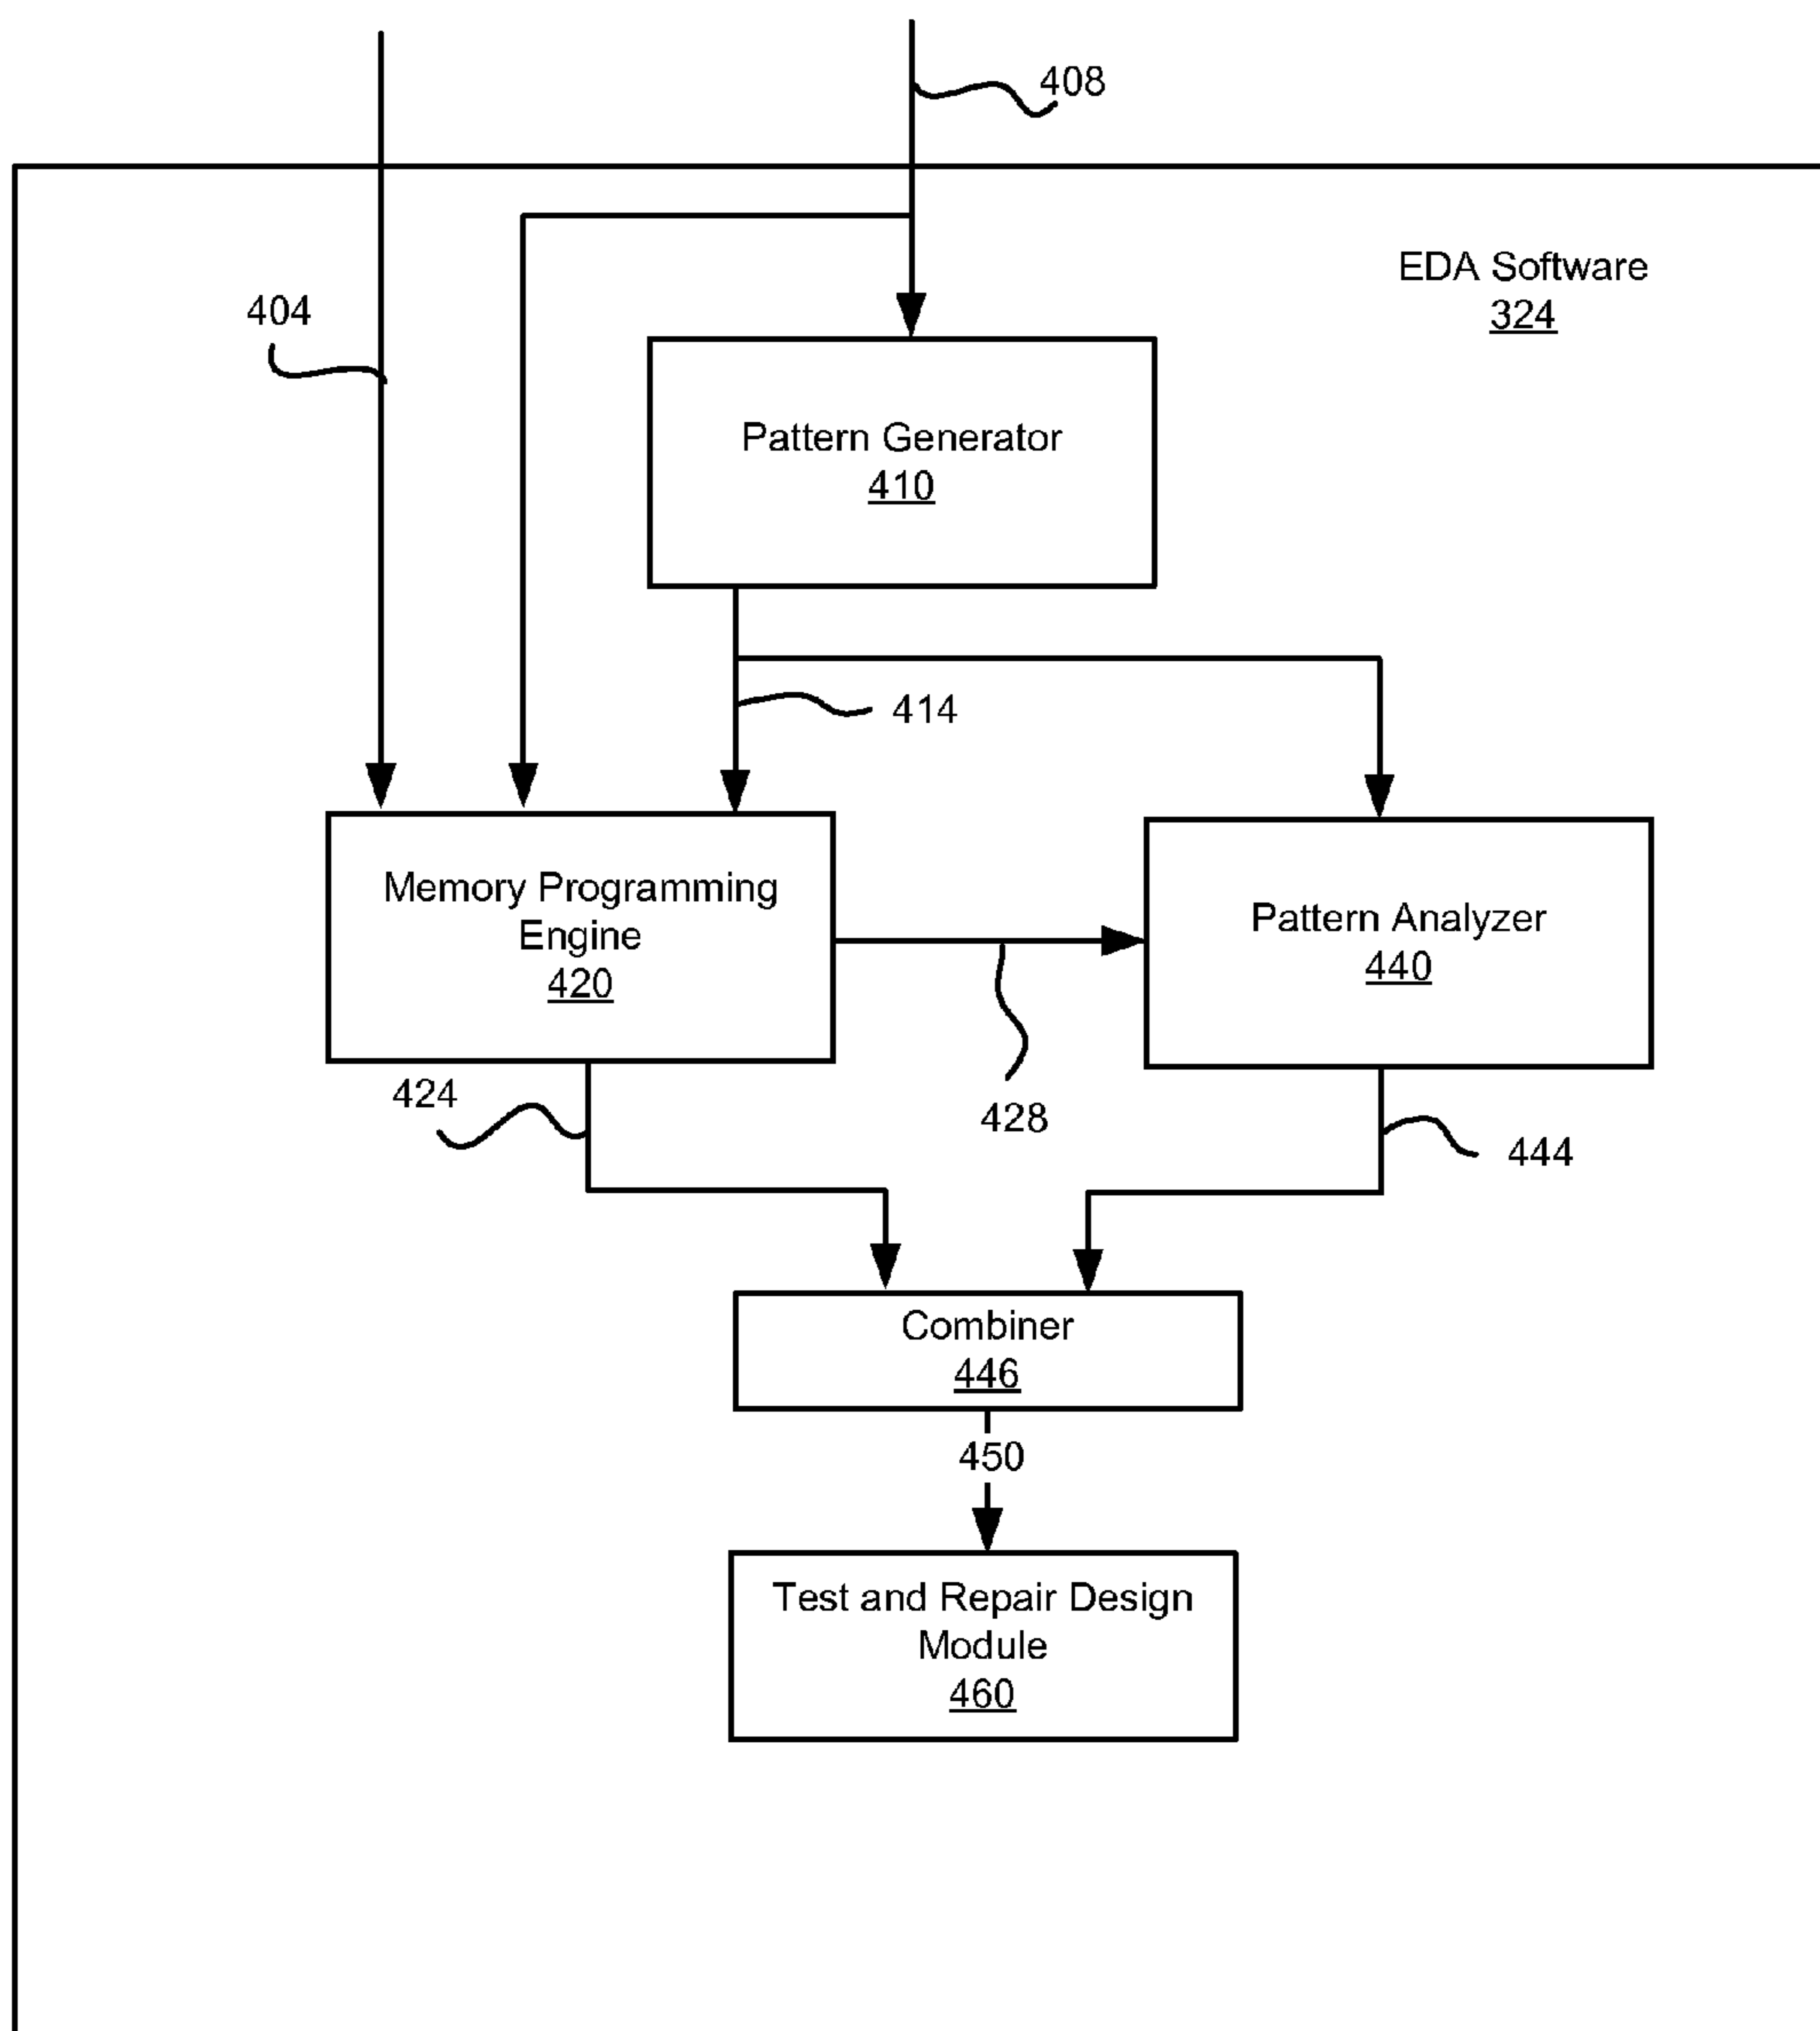 408
EDA Software
324
404
Pattern Generator
410
414
Memory Programming
Engine
420
Pattern Analyzer
440
424
428
444
Combiner
446
450
Test and Repair Design
Module
460